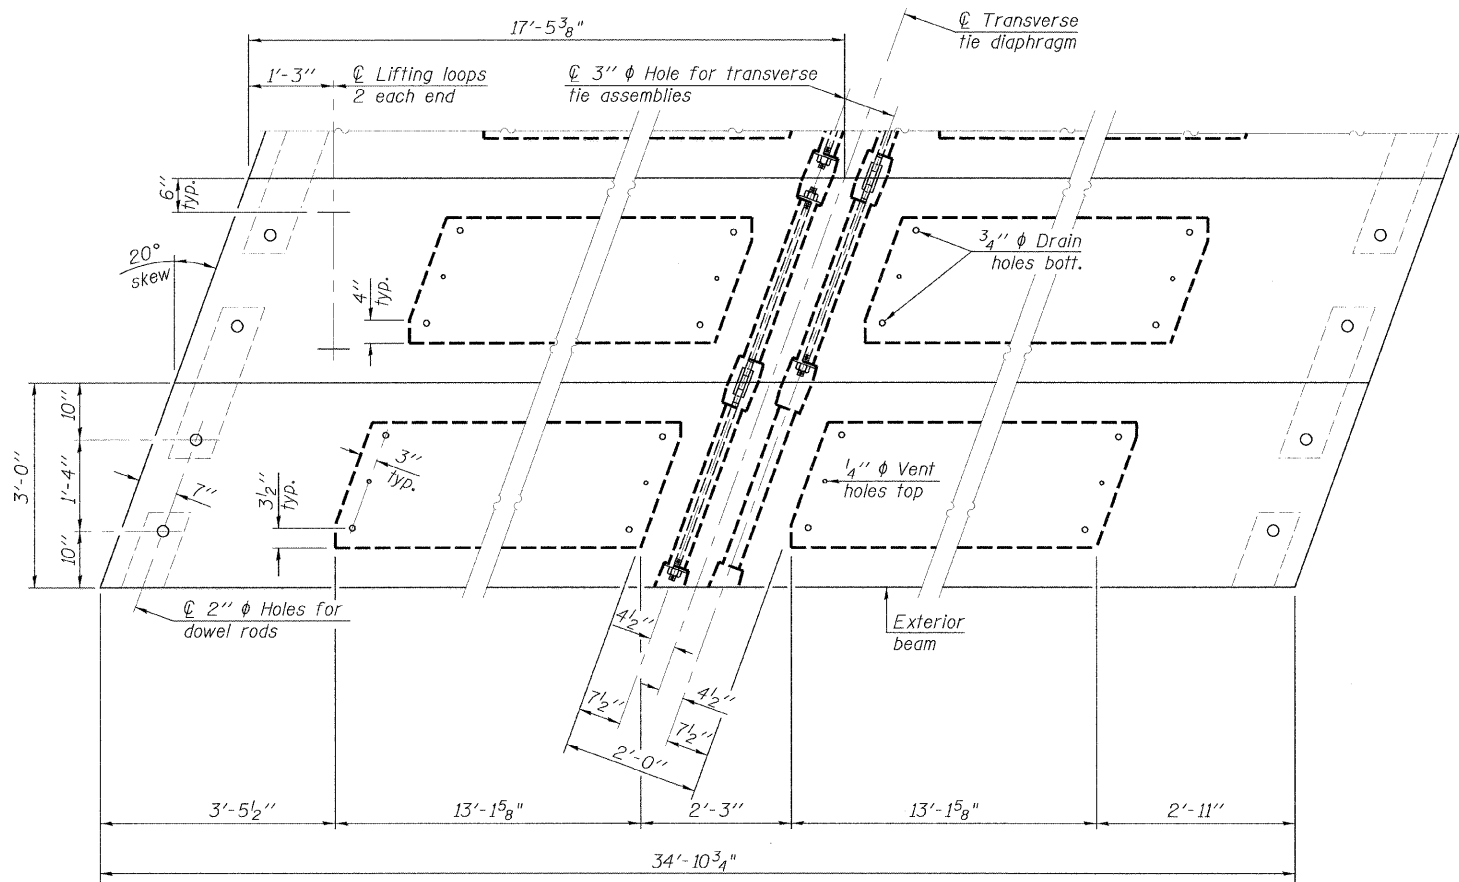 17'-5 3/8"
℄ Transverse
tie diaphragm
1'-3"
℄ Lifting loops
2 each end
℄ 3" ϕ Hole for transverse
tie assemblies
6"
typ.
20°
skew
4"
typ.
3/4" ϕ Drain
holes bott.
3'-0"
10"
1'-4"
10"
7"
3"
typ.
3 1/2"
typ.
1/4" ϕ Vent
holes top
℄ 2" ϕ Holes for
dowel rods
Exterior
beam
4 1/2"
7 1/2"
4 1/2"
7 1/2"
2'-0"
3'-5 1/2"
13'-1 5/8"
2'-3"
13'-1 5/8"
2'-11"
34'-10 3/4"